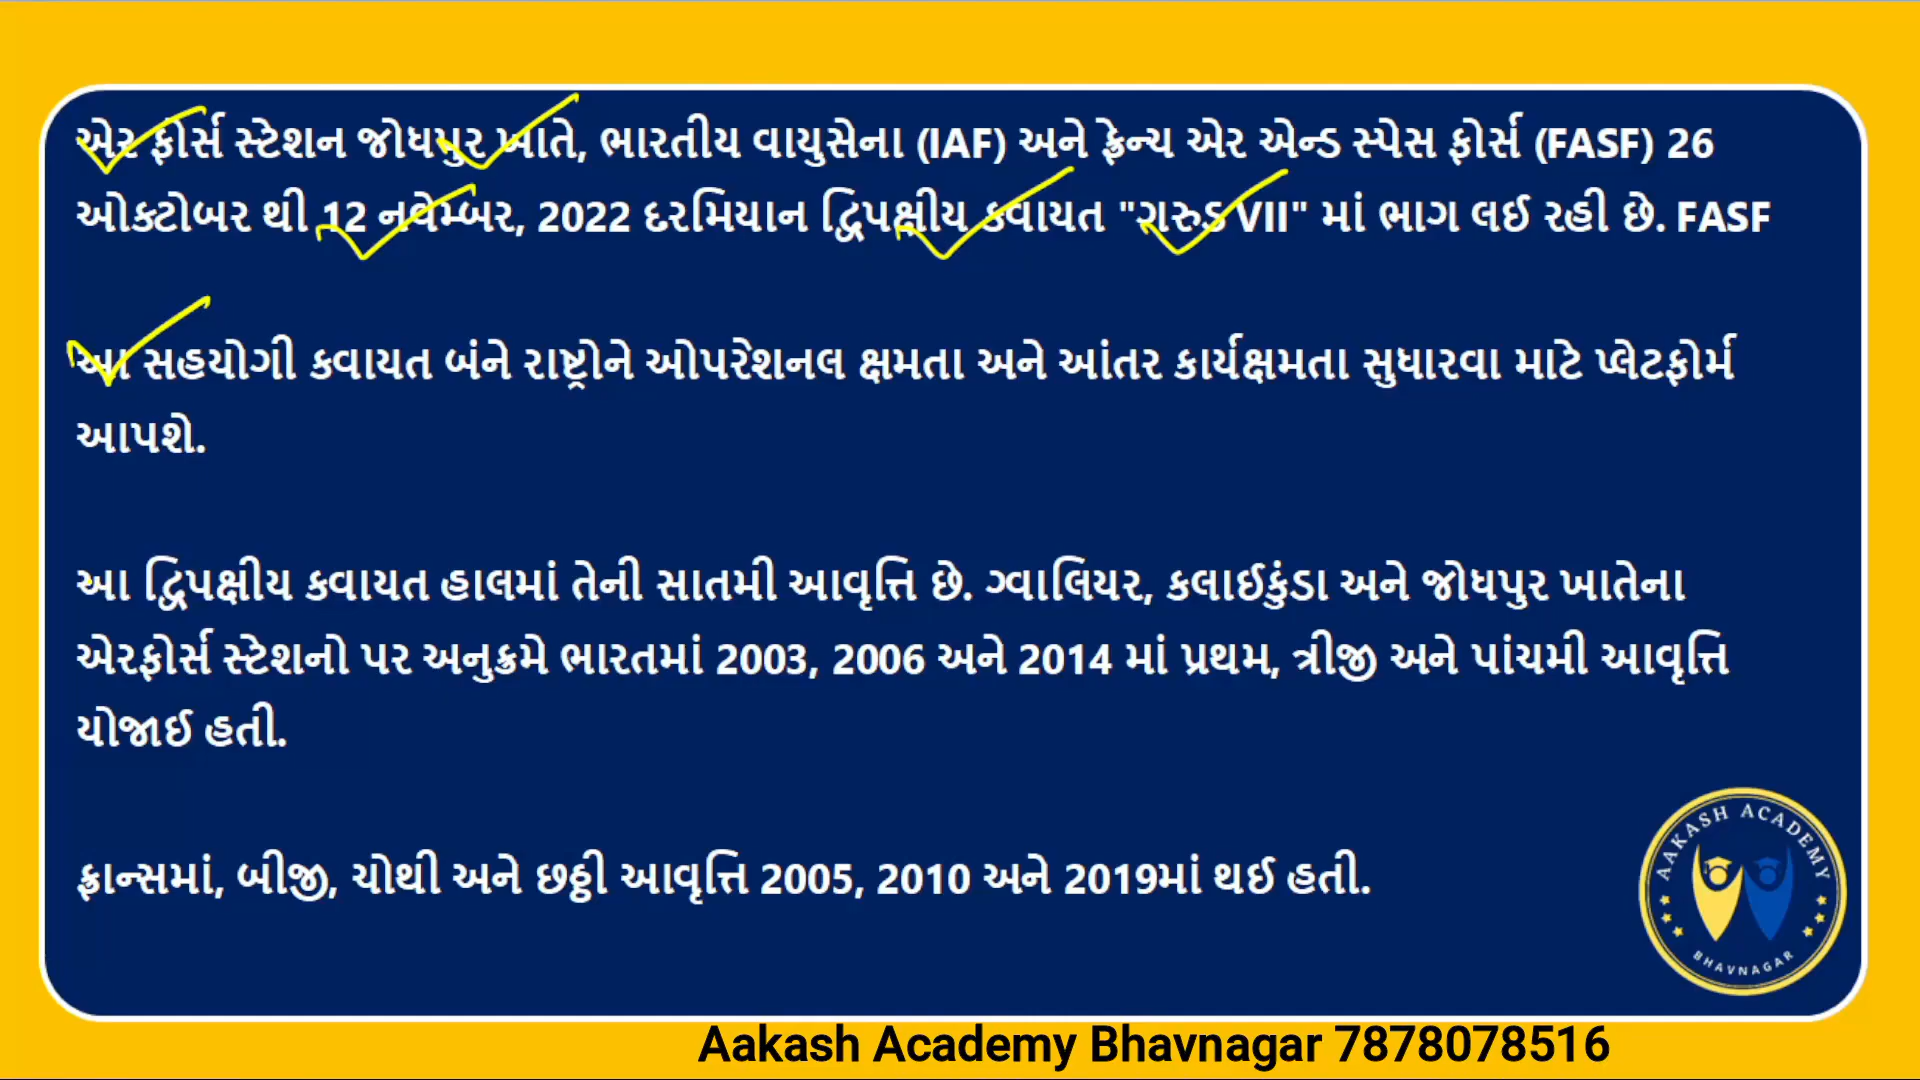 એર ફોર્સ સ્ટેશન જોધપુર ખાતે, ભારતીય વાયુસેના (IAF) અને ફ્રેન્ચ એર એન્ડ સ્પેસ ફોર્સ (FASF) 26
ઓક્ટોબર થી 12 નવેમ્બર, 2022 દરમિયાન દ્વિપક્ષીય કવાયત "ગરુડ VII" માં ભાગ લઈ રહી છે. FASF
આ સહયોગી કવાયત બંને રાષ્ટ્રોને ઓપરેશનલ ક્ષમતા અને આંતર કાર્યક્ષમતા સુધારવા માટે પ્લેટફોર્મ
આપશે.
આ દ્વિપક્ષીય કવાયત હાલમાં તેની સાતમી આવૃત્તિ છે. ગ્વાલિયર, કલાઈકુંડા અને જોધપુર ખાતેના
એરફોર્સ સ્ટેશનો પર અનુક્રમે ભારતમાં 2003, 2006 અને 2014 માં પ્રથમ, ત્રીજી અને પાંચમી આવૃત્તિ
યોજાઈ હતી.
ફ્રાન્સમાં, બીજી, ચોથી અને છઠ્ઠી આવૃત્તિ 2005, 2010 અને 2019માં થઈ હતી.
AAKASH ACADEMY
BHAVNAGAR
Aakash Academy Bhavnagar 7878078516